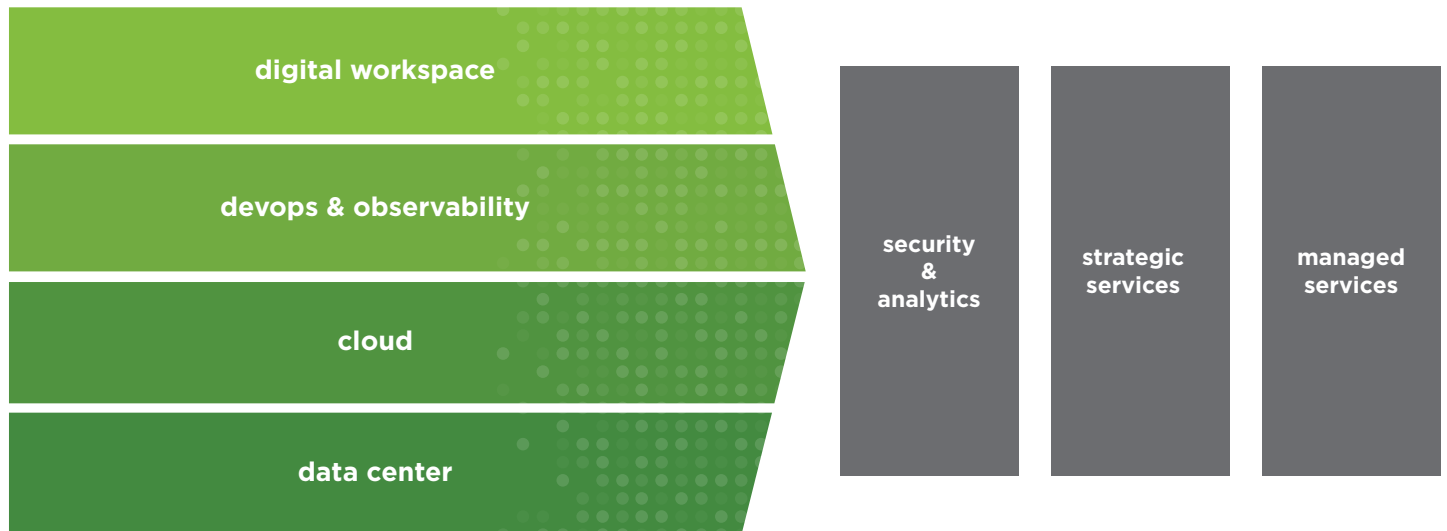 digital workspace
devops & observability
cloud
data center
security
&
analytics
strategic
services
managed
services